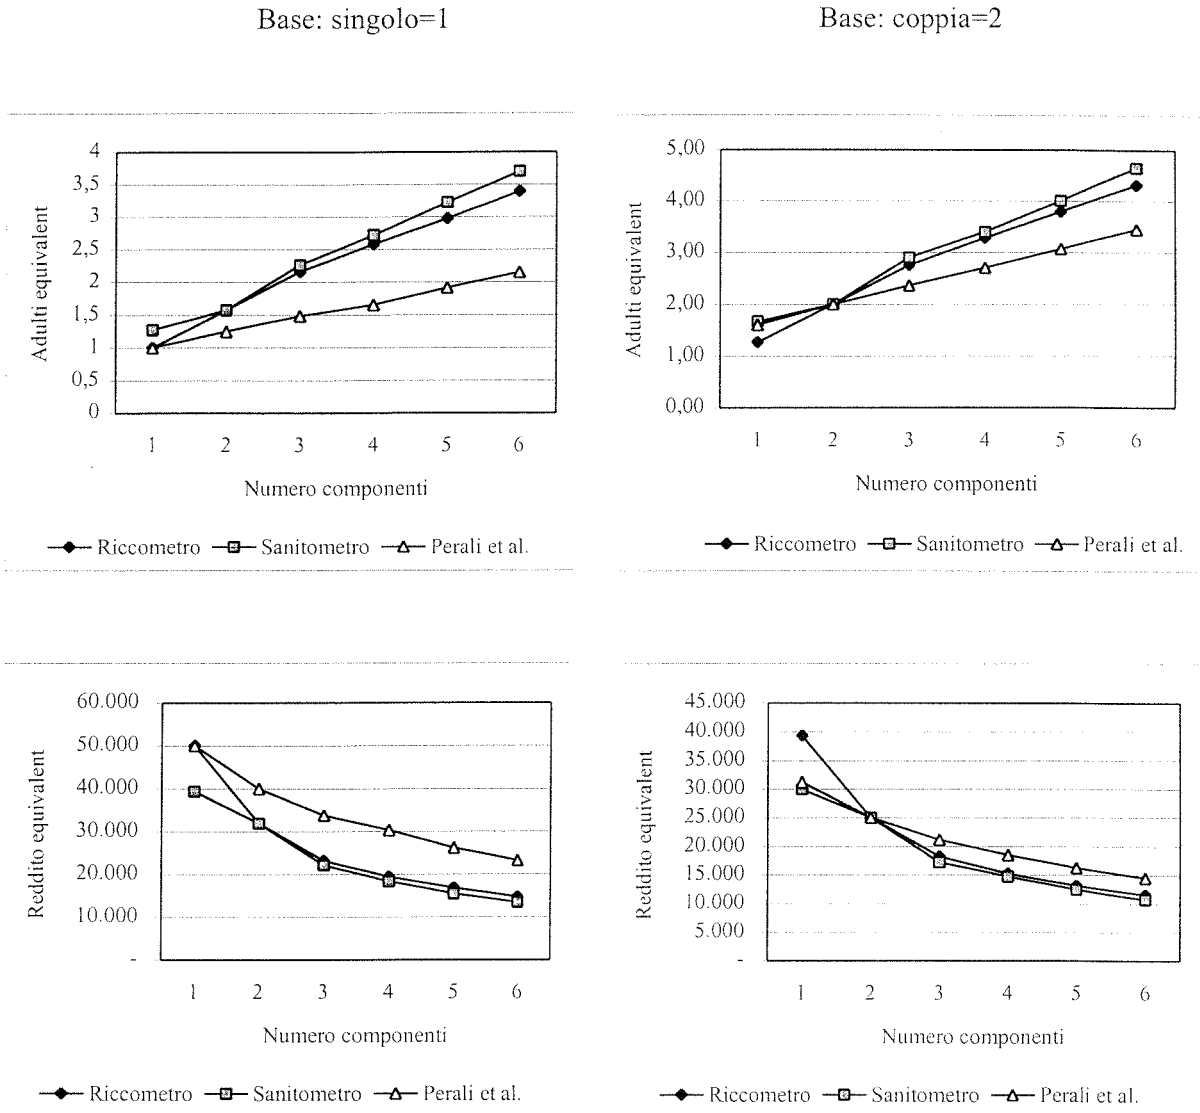 Base: singolo=1
Base: coppia=2
4
3,5
3
2,5
2
1,5
1
0,5
0
Adulti equivalent
1 2 3 4 5 6
Numero componenti
Riccometro Sanitometro Perali et al.
5,00
4,00
3,00
2,00
1,00
0,00
Adulti equivalent
1 2 3 4 5 6
Numero componenti
Riccometro Sanitometro Perali et al.
60.000
50.000
40.000
30.000
20.000
10.000
-
Reddito equivalent
1 2 3 4 5 6
Numero componenti
Riccometro Sanitometro Perali et al.
45.000
40.000
35.000
30.000
25.000
20.000
15.000
10.000
5.000
-
Reddito equivalent
1 2 3 4 5 6
Numero componenti
Riccometro Sanitometro Perali et al.